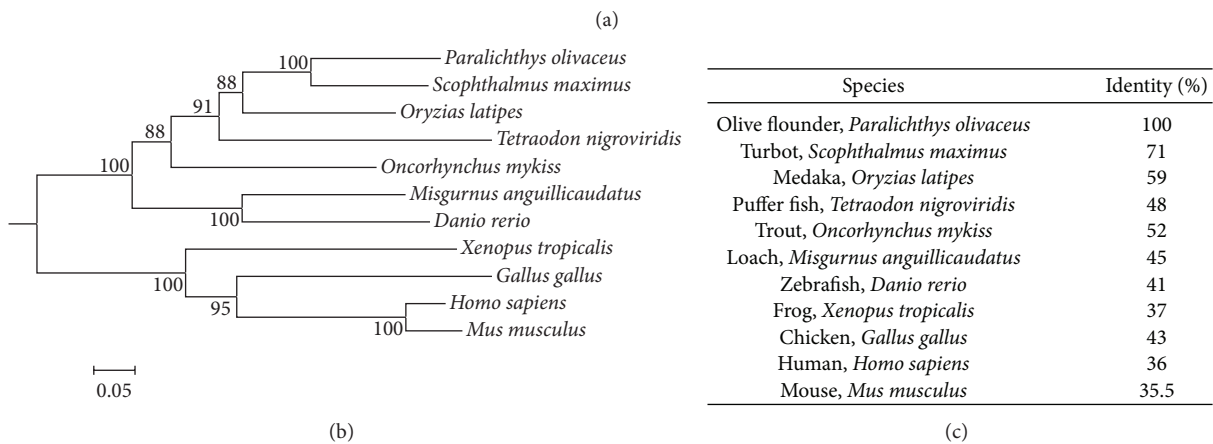 (a)
100
Paralichthys olivaceus
88
Scophthalmus maximus
91
Oryzias latipes
88
Tetraodon nigroviridis
100
Oncorhynchus mykiss
Misgurnus anguillicaudatus
100
Danio rerio
Xenopus tropicalis
100
Gallus gallus
95
Homo sapiens
100
Mus musculus
0.05
(b)
Species Identity (%)
Olive flounder, Paralichthys olivaceus 100
Turbot, Scophthalmus maximus 71
Medaka, Oryzias latipes 59
Puffer fish, Tetraodon nigroviridis 48
Trout, Oncorhynchus mykiss 52
Loach, Misgurnus anguillicaudatus 45
Zebrafish, Danio rerio 41
Frog, Xenopus tropicalis 37
Chicken, Gallus gallus 43
Human, Homo sapiens 36
Mouse, Mus musculus 35.5
(c)